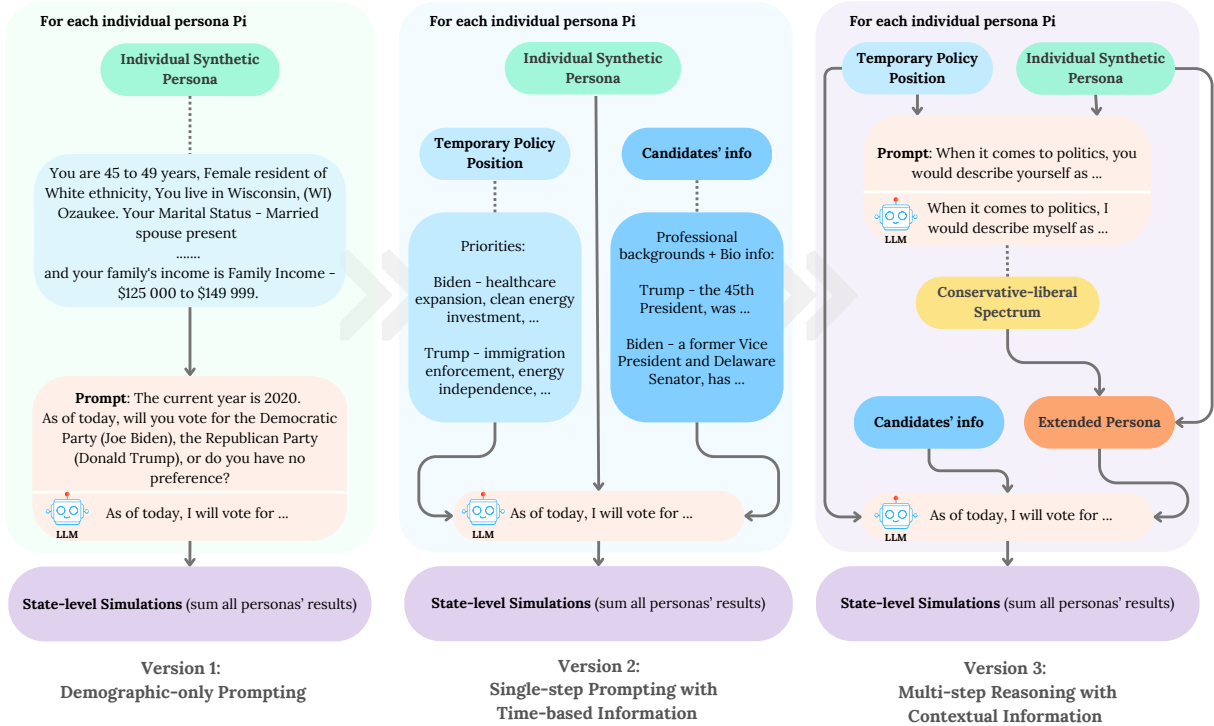 For each individual persona Pi
Individual Synthetic
Persona
You are 45 to 49 years, Female resident of
White ethnicity, You live in Wisconsin, (WI)
Ozaukee. Your Marital Status - Married
spouse present
.......
and your family's income is Family Income -
$125 000 to $149 999.
Prompt: The current year is 2020.
As of today, will you vote for the Democratic
Party (Joe Biden), the Republican Party
(Donald Trump), or do you have no
preference?
LLM
As of today, I will vote for ...
State-level Simulations (sum all personas' results)
Version 1:
Demographic-only Prompting
For each individual persona Pi
Individual Synthetic
Persona
Temporary Policy
Position
Candidates' info
Priorities:
Biden - healthcare
expansion, clean energy
investment, ...
Trump - immigration
enforcement, energy
independence, ...
Professional
backgrounds + Bio info:
Trump - the 45th
President, was ...
Biden - a former Vice
President and Delaware
Senator, has ...
LLM
As of today, I will vote for ...
State-level Simulations (sum all personas' results)
Version 2:
Single-step Prompting with
Time-based Information
For each individual persona Pi
Temporary Policy
Position
Individual Synthetic
Persona
Prompt: When it comes to politics, you
would describe yourself as ...
LLM
When it comes to politics, I
would describe myself as ...
Conservative-liberal
Spectrum
Candidates' info
Extended Persona
LLM
As of today, I will vote for ...
State-level Simulations (sum all personas' results)
Version 3:
Multi-step Reasoning with
Contextual Information